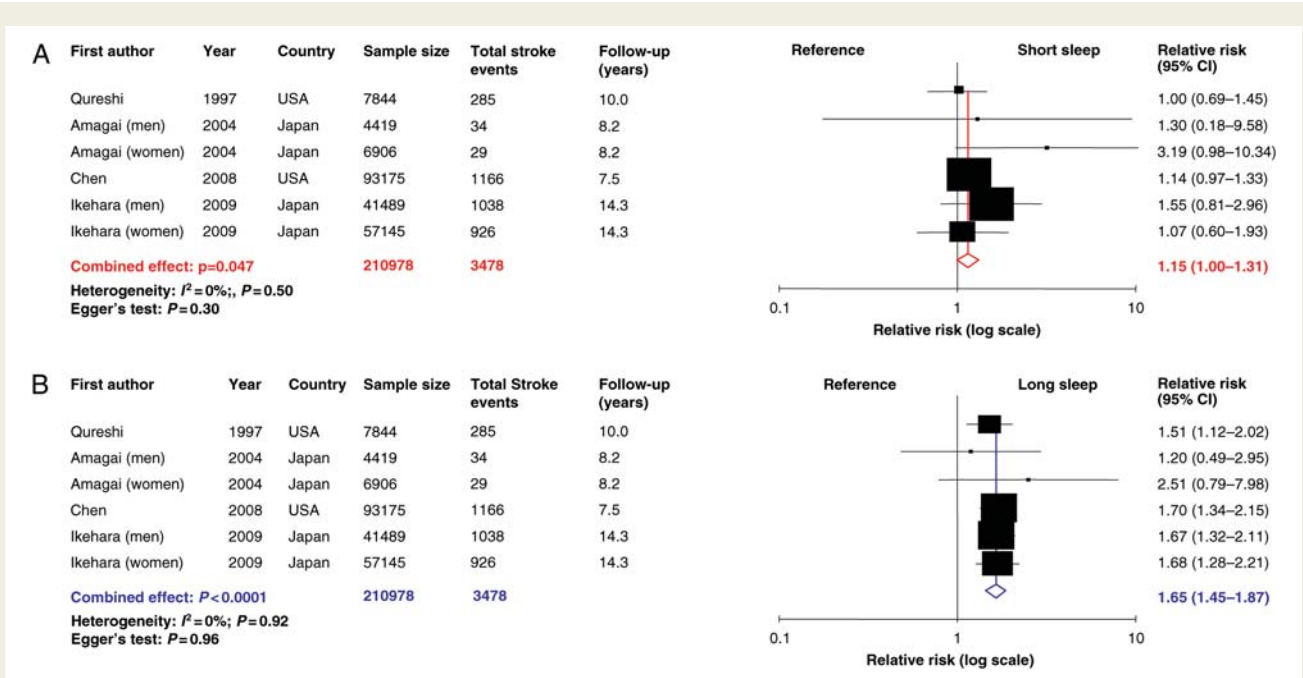 A First author Year Country Sample size Total stroke events Follow-up (years) Reference Short sleep Relative risk (95% CI)
Qureshi 1997 USA 7844 285 10.0 1.00 (0.69–1.45)
Amagai (men) 2004 Japan 4419 34 8.2 1.30 (0.18–9.58)
Amagai (women) 2004 Japan 6906 29 8.2 3.19 (0.98–10.34)
Chen 2008 USA 93175 1166 7.5 1.14 (0.97–1.33)
Ikehara (men) 2009 Japan 41489 1038 14.3 1.55 (0.81–2.96)
Ikehara (women) 2009 Japan 57145 926 14.3 1.07 (0.60–1.93)
Combined effect: p=0.047 210978 3478 1.15 (1.00–1.31)
Heterogeneity: I²=0%;, P=0.50
Egger's test: P=0.30
0.1 1 10
Relative risk (log scale)
B First author Year Country Sample size Total Stroke events Follow-up (years) Reference Long sleep Relative risk (95% CI)
Qureshi 1997 USA 7844 285 10.0 1.51 (1.12–2.02)
Amagai (men) 2004 Japan 4419 34 8.2 1.20 (0.49–2.95)
Amagai (women) 2004 Japan 6906 29 8.2 2.51 (0.79–7.98)
Chen 2008 USA 93175 1166 7.5 1.70 (1.34–2.15)
Ikehara (men) 2009 Japan 41489 1038 14.3 1.67 (1.32–2.11)
Ikehara (women) 2009 Japan 57145 926 14.3 1.68 (1.28–2.21)
Combined effect: P<0.0001 210978 3478 1.65 (1.45–1.87)
Heterogeneity: I²=0%; P=0.92
Egger's test: P=0.96
0.1 1 10
Relative risk (log scale)